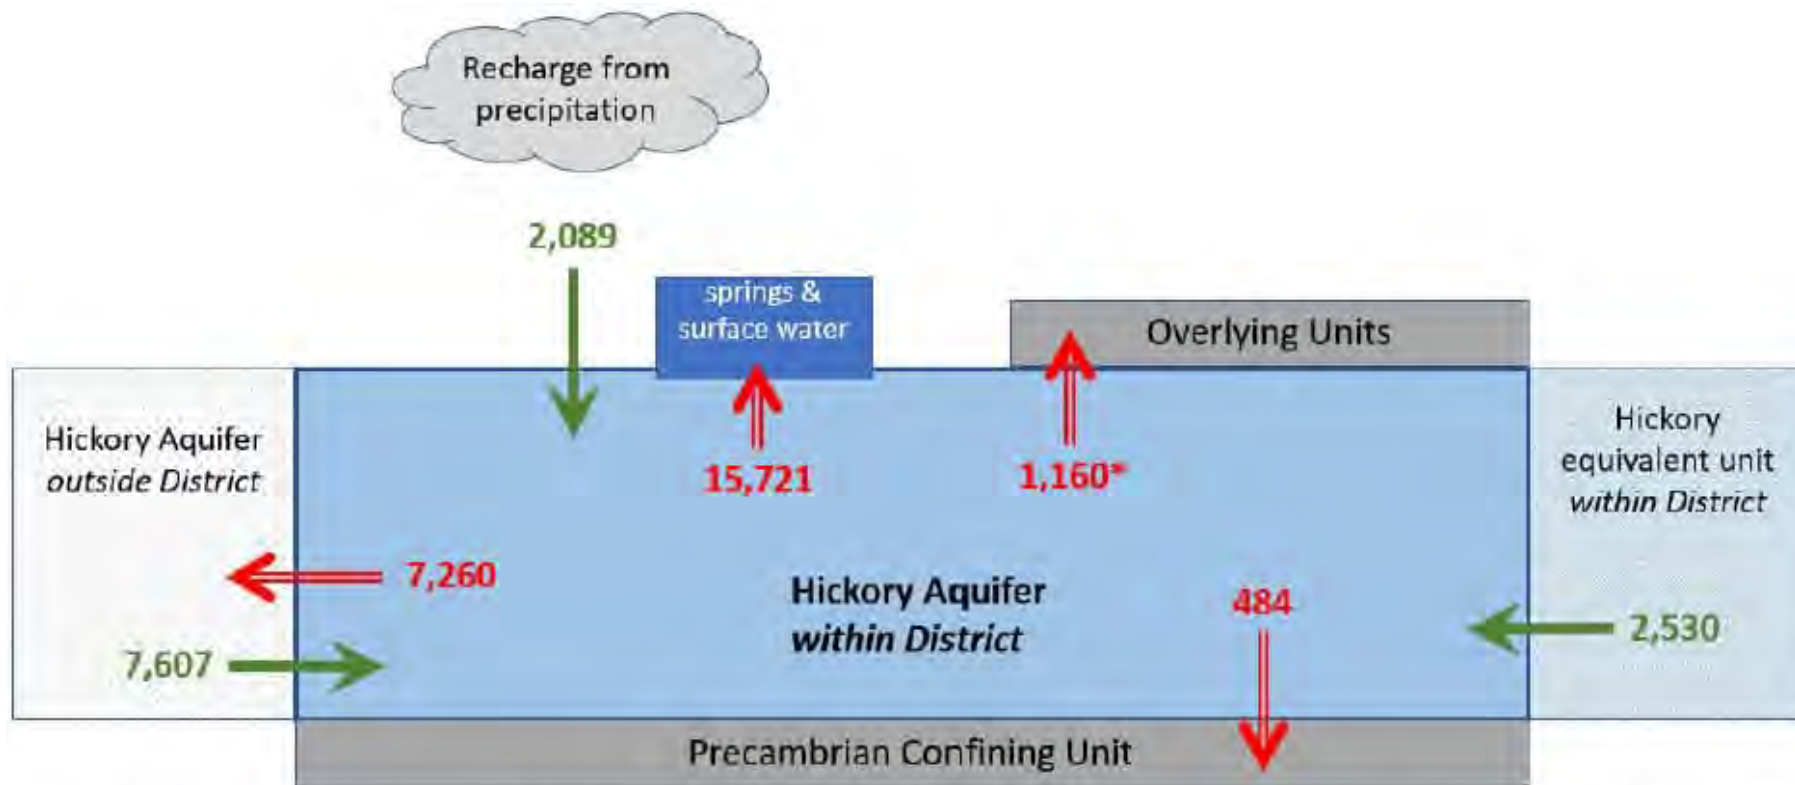 Recharge from
precipitation
2,089
springs &
surface water
Overlying Units
Hickory Aquifer
outside District
15,721
1,160*
Hickory
equivalent unit
within District
7,260
7,607
Hickory Aquifer
within District
484
2,530
Precambrian Confining Unit